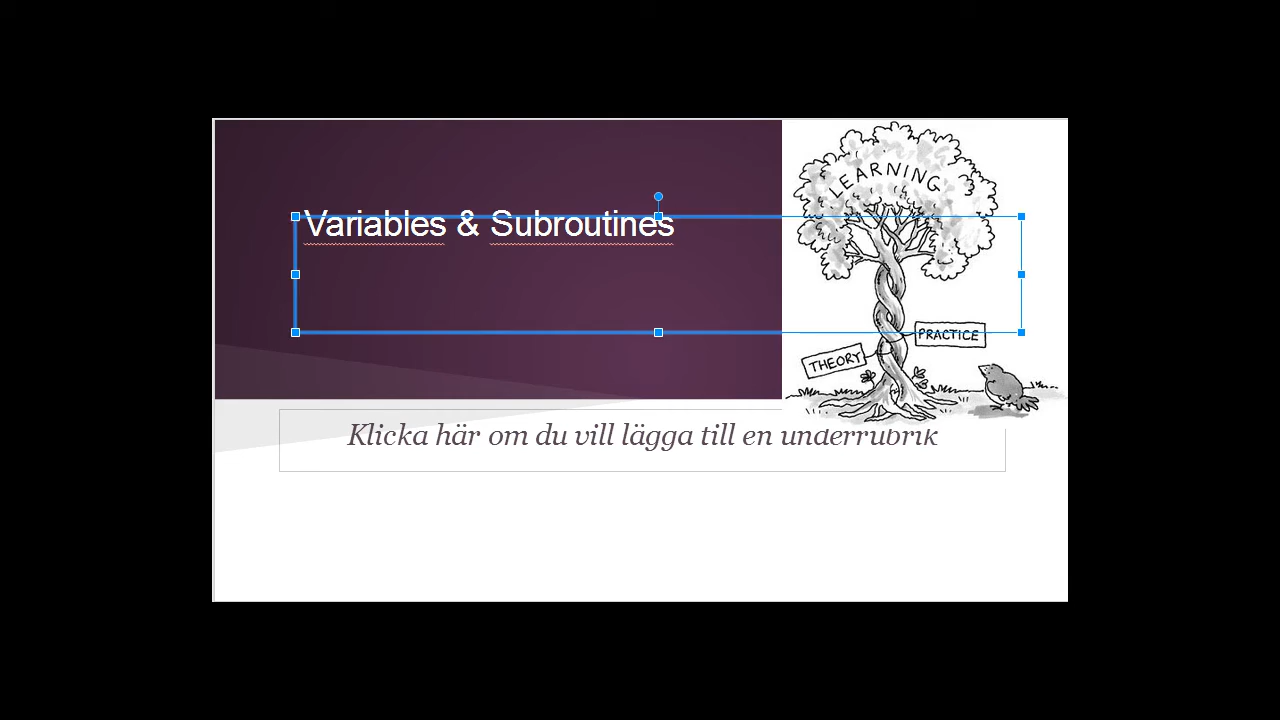 LEARNING
Variables & Subroutines
PRACTICE
THEORY
Klicka här om du vill lägga till en underrubrik